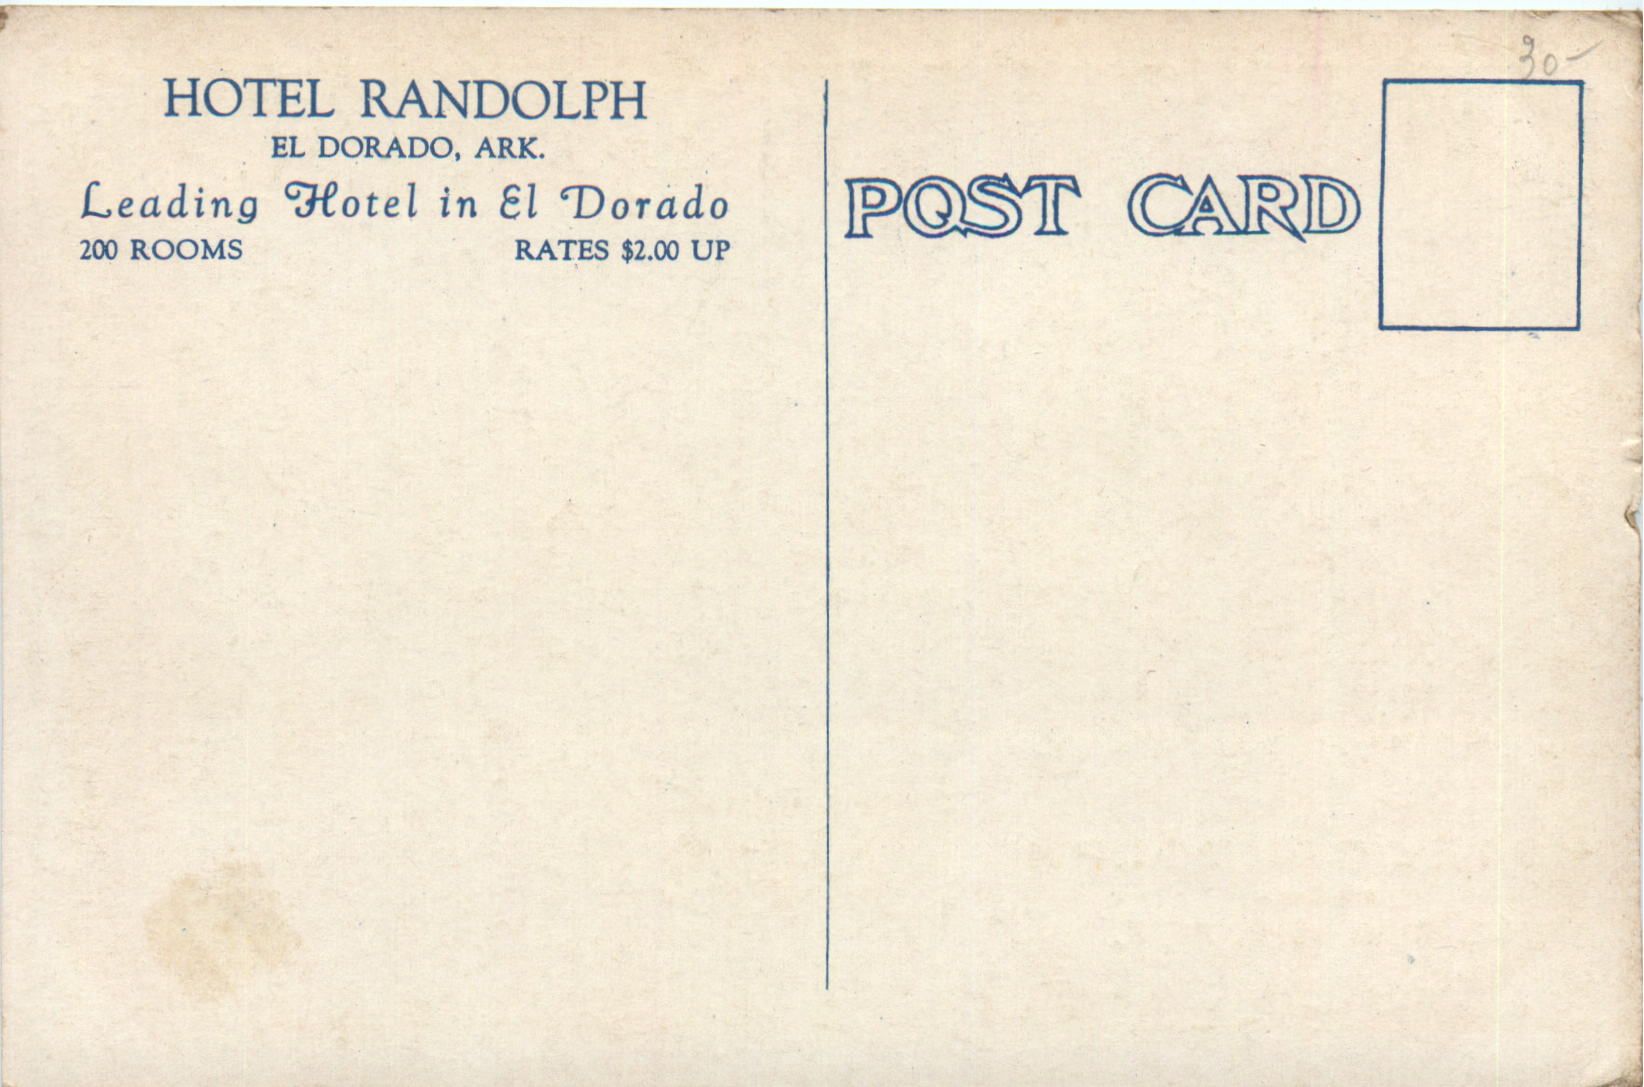 HOTEL RANDOLPH
EL DORADO, ARK.
Leading Hotel in El Dorado
200 ROOMS RATES $2.00 UP
POST CARD
30-